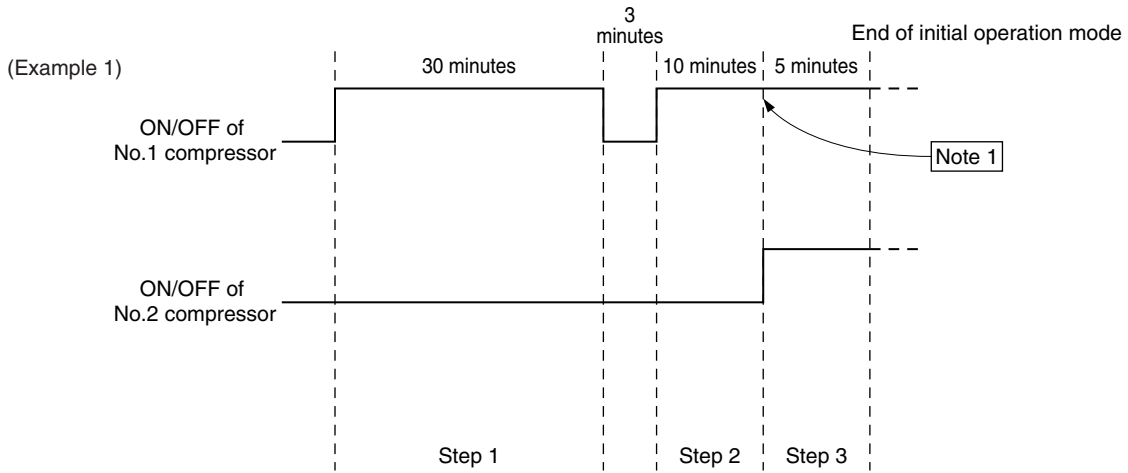 3
minutes
End of initial operation mode
(Example 1)
30 minutes
10 minutes
5 minutes
ON/OFF of
No.1 compressor
Note 1
ON/OFF of
No.2 compressor
Step 1
Step 2
Step 3